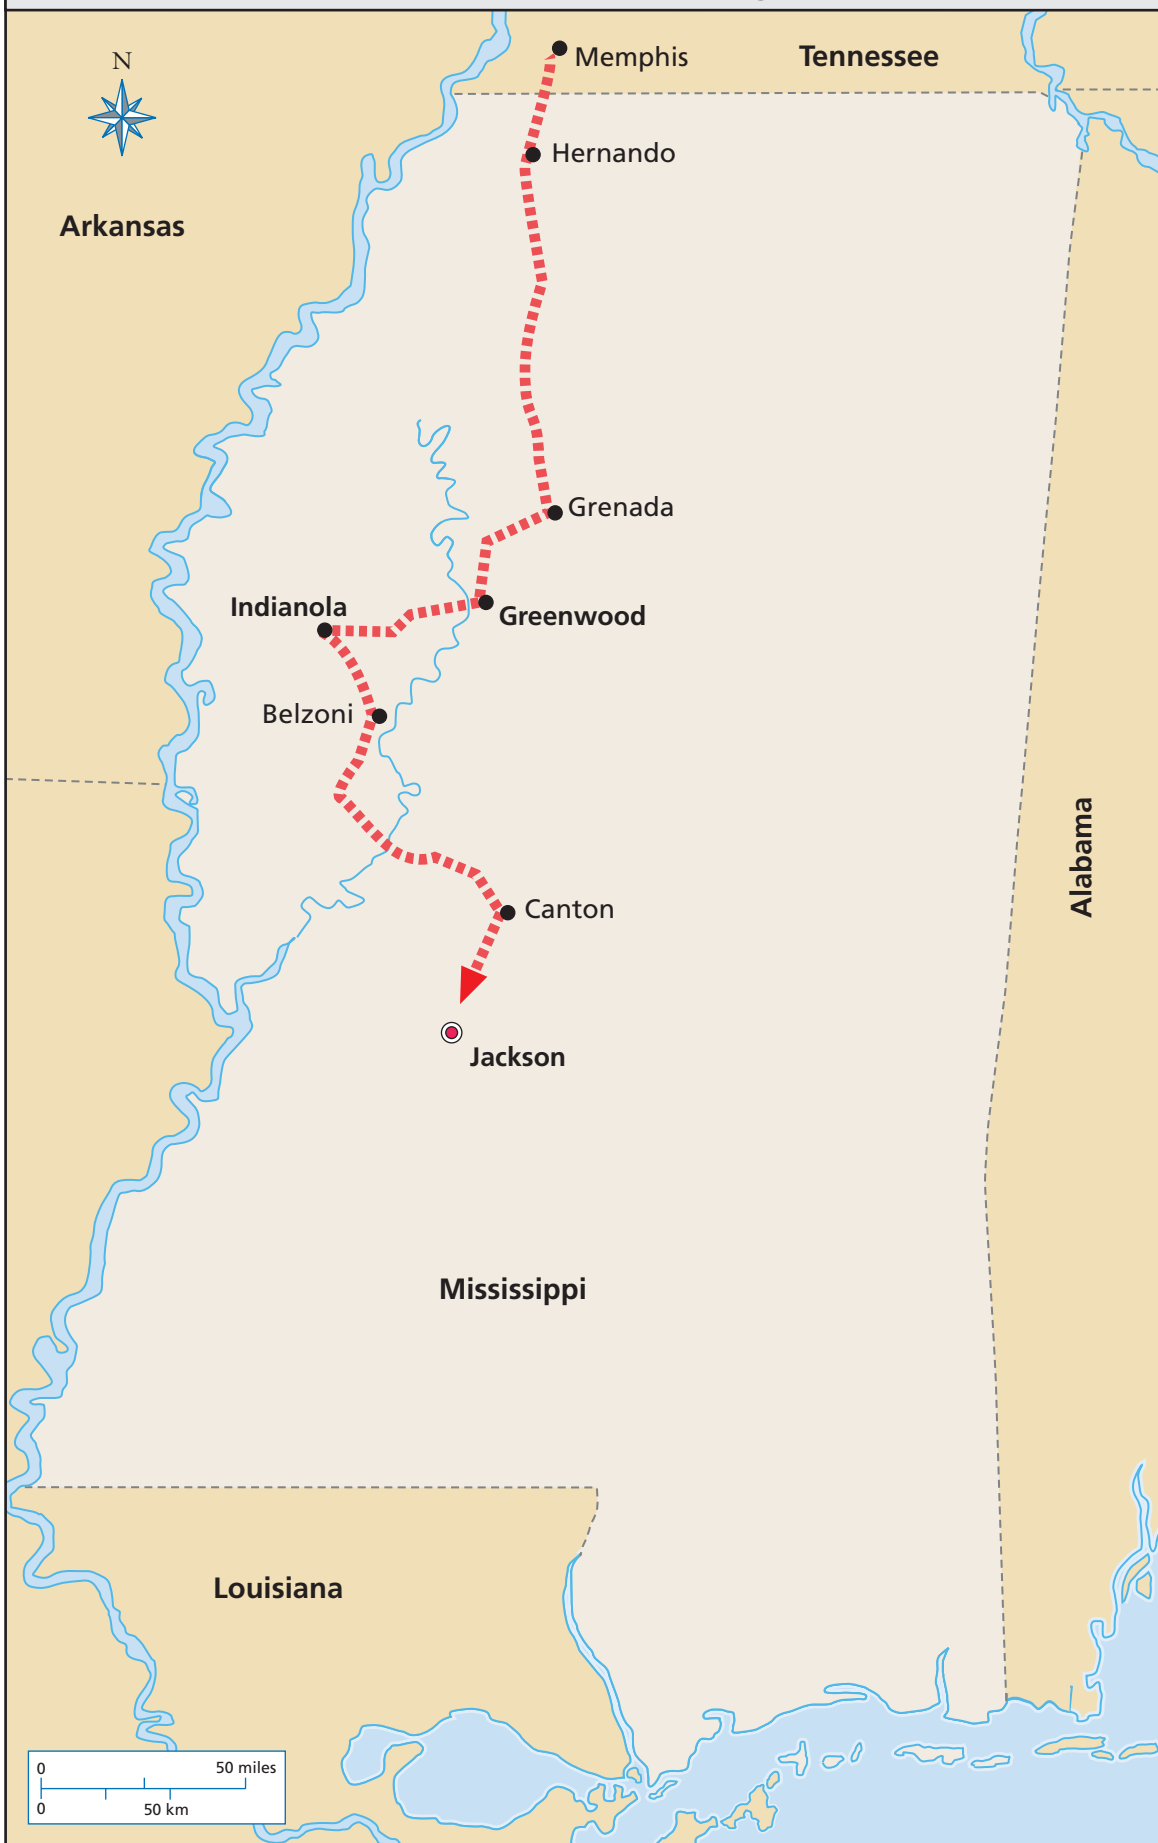 N
Memphis
Tennessee
Hernando
Arkansas
Grenada
Indianola
Greenwood
Belzoni
Alabama
Canton
Jackson
Mississippi
Louisiana
0 50 miles
0 50 km